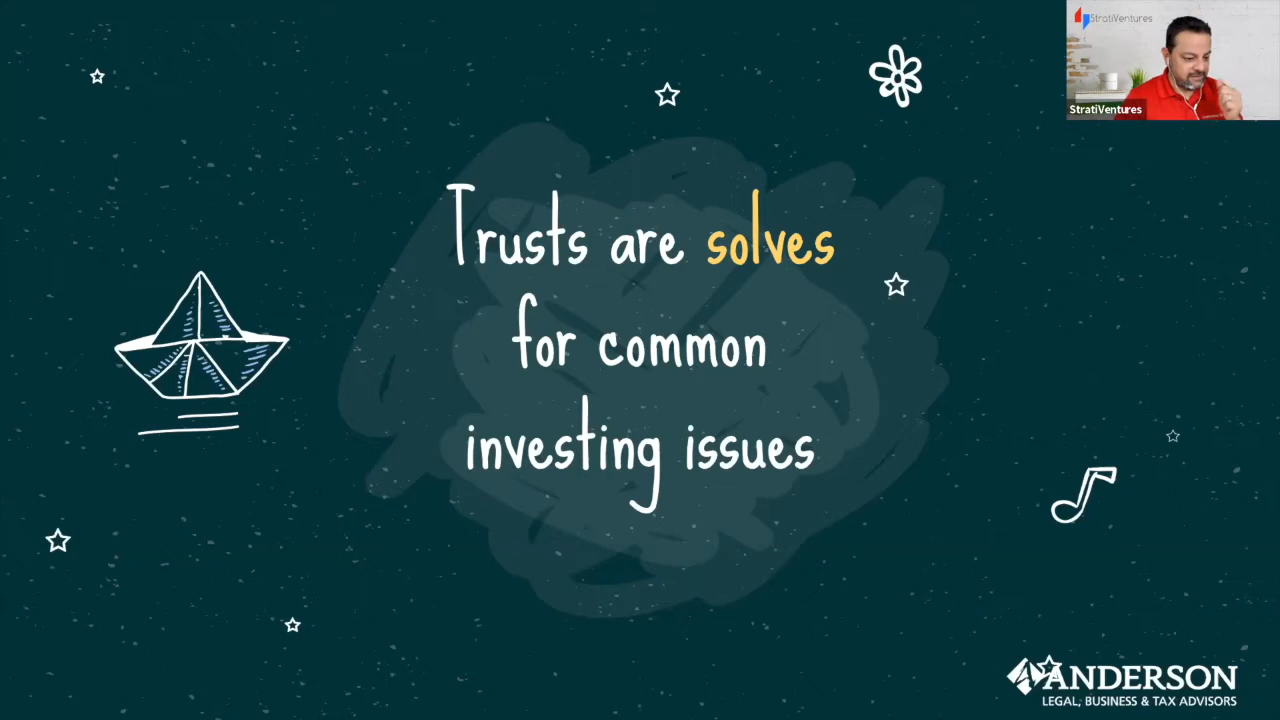 StratiVentures
StratiVentures
Trusts are solves
for common
investing issues
ANDERSON
LEGAL, BUSINESS & TAX ADVISORS